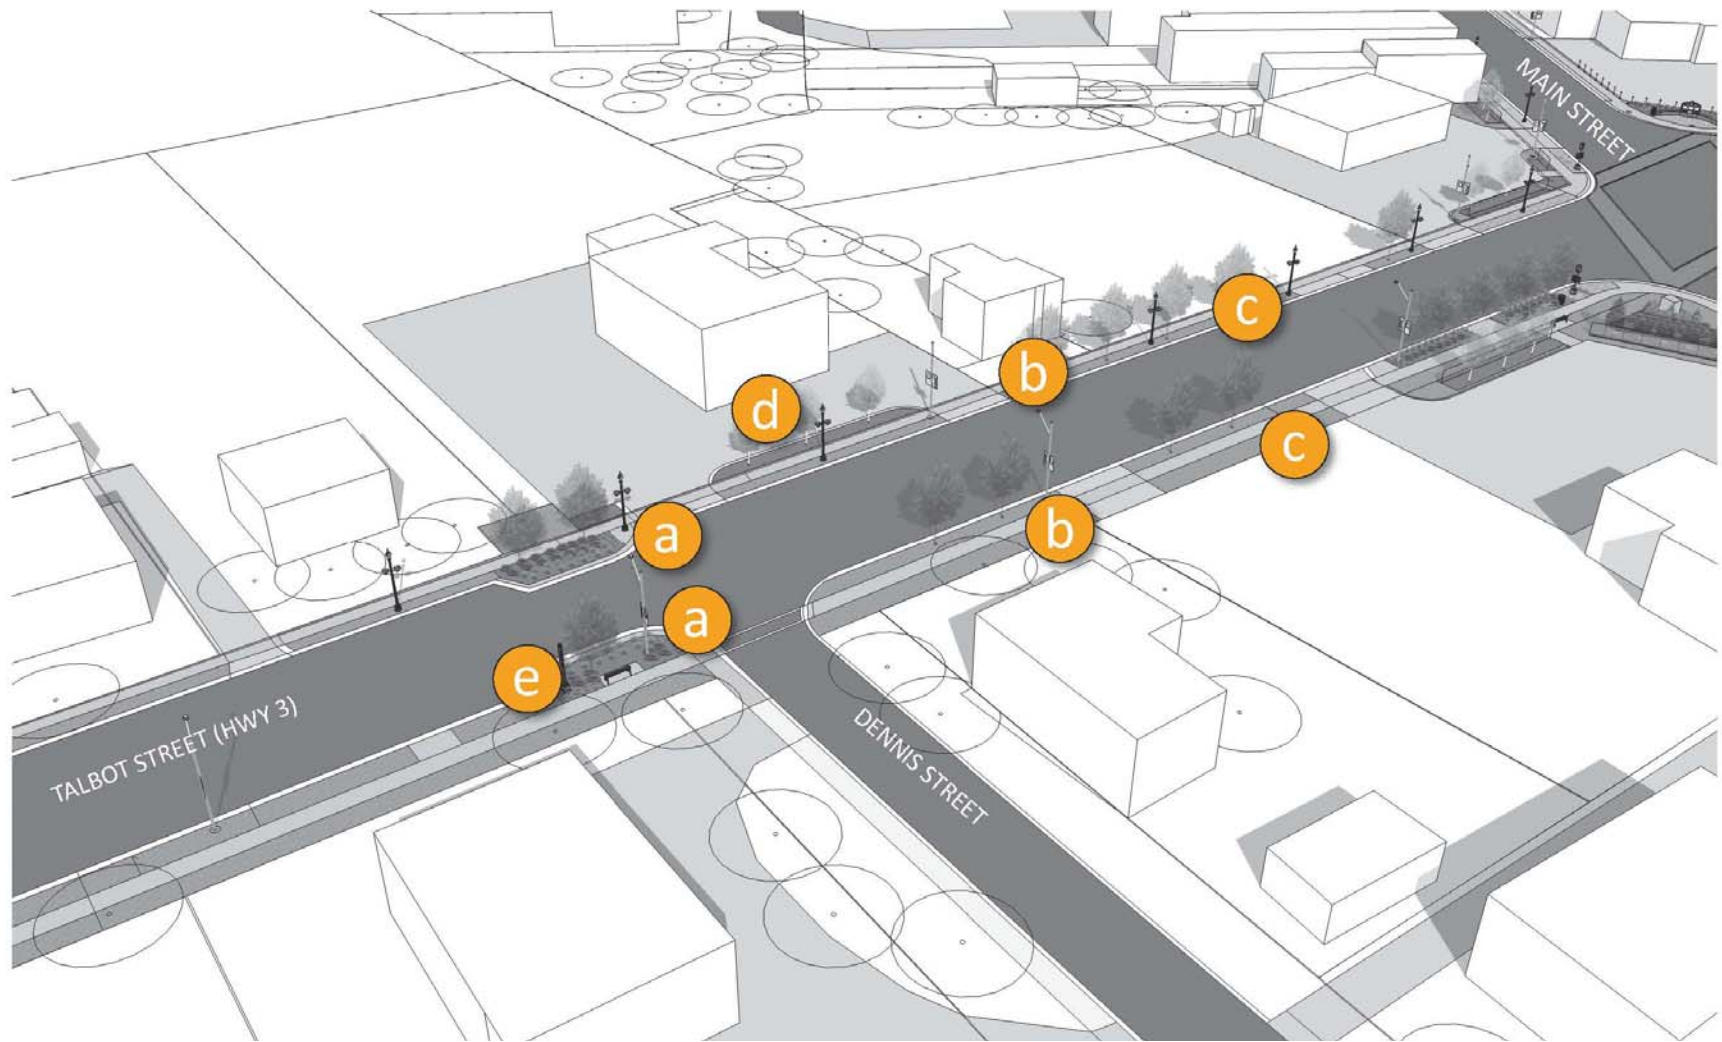 MAIN STREET
c
b
d
c
a
b
a
e
TALBOT STREET (HWY 3)
DENNIS STREET